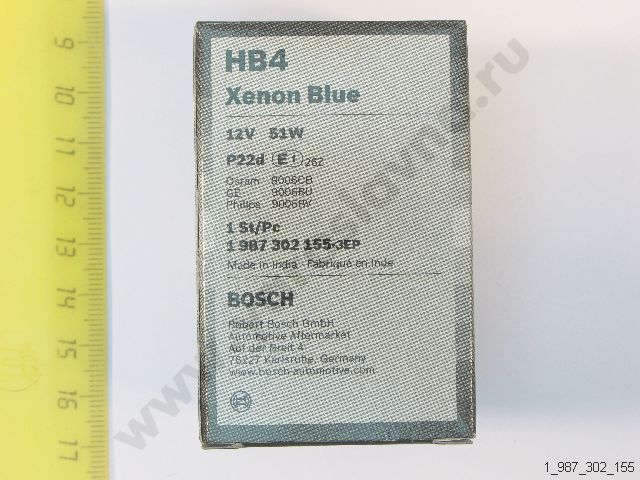 HB4
Xenon Blue
12V 51W
P22d E1 262
Osram 9006CB
GE 9006BU
Philips 9006BV
1 St/Pc
1 987 302 155-3EP
Made in India Fabriqué en Inde
BOSCH
Robert Bosch GmbH
Automotive Aftermarket
Auf der Breit 4
76227 Karlsruhe, Germany
www.bosch-automotive.com
9
10
11
12
13
14
15
16
17
1_987_302_155